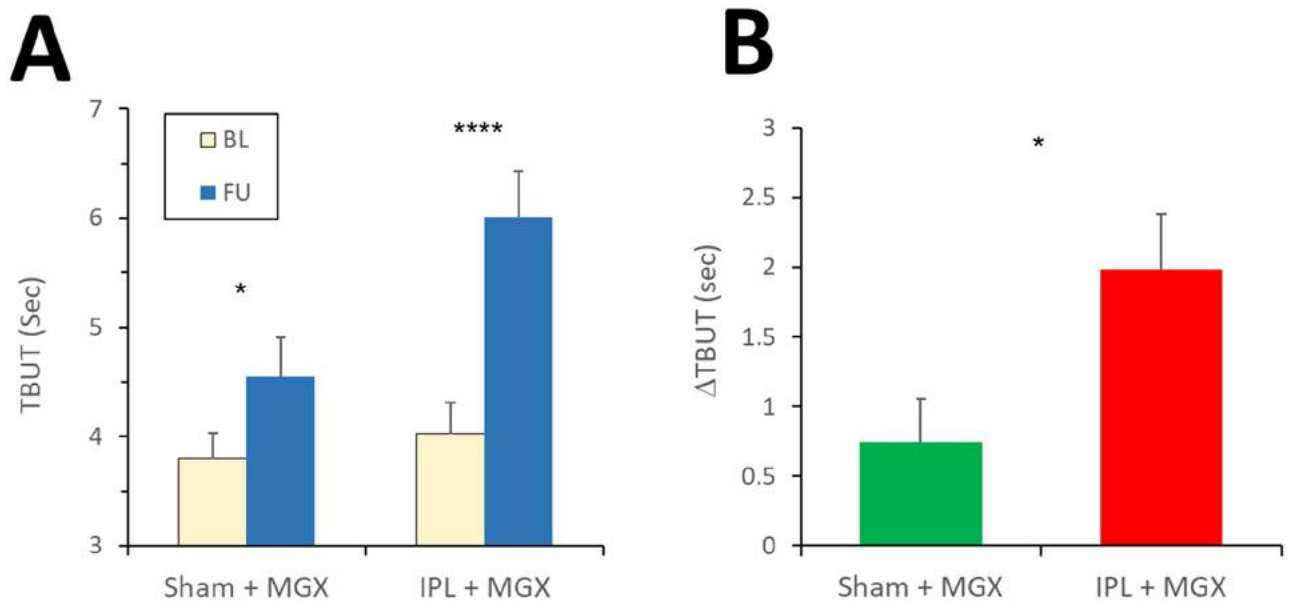 A
7
6
5
4
3
TBUT (Sec)
BL
FU
*
****
Sham + MGX
IPL + MGX
B
3
2.5
2
1.5
1
0.5
0
ΔTBUT (sec)
*
Sham + MGX
IPL + MGX